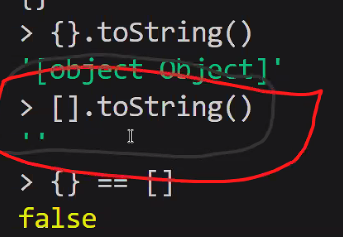 > {}.toString()
'[object Object]'
> [].toString()
''
> {} == []
false